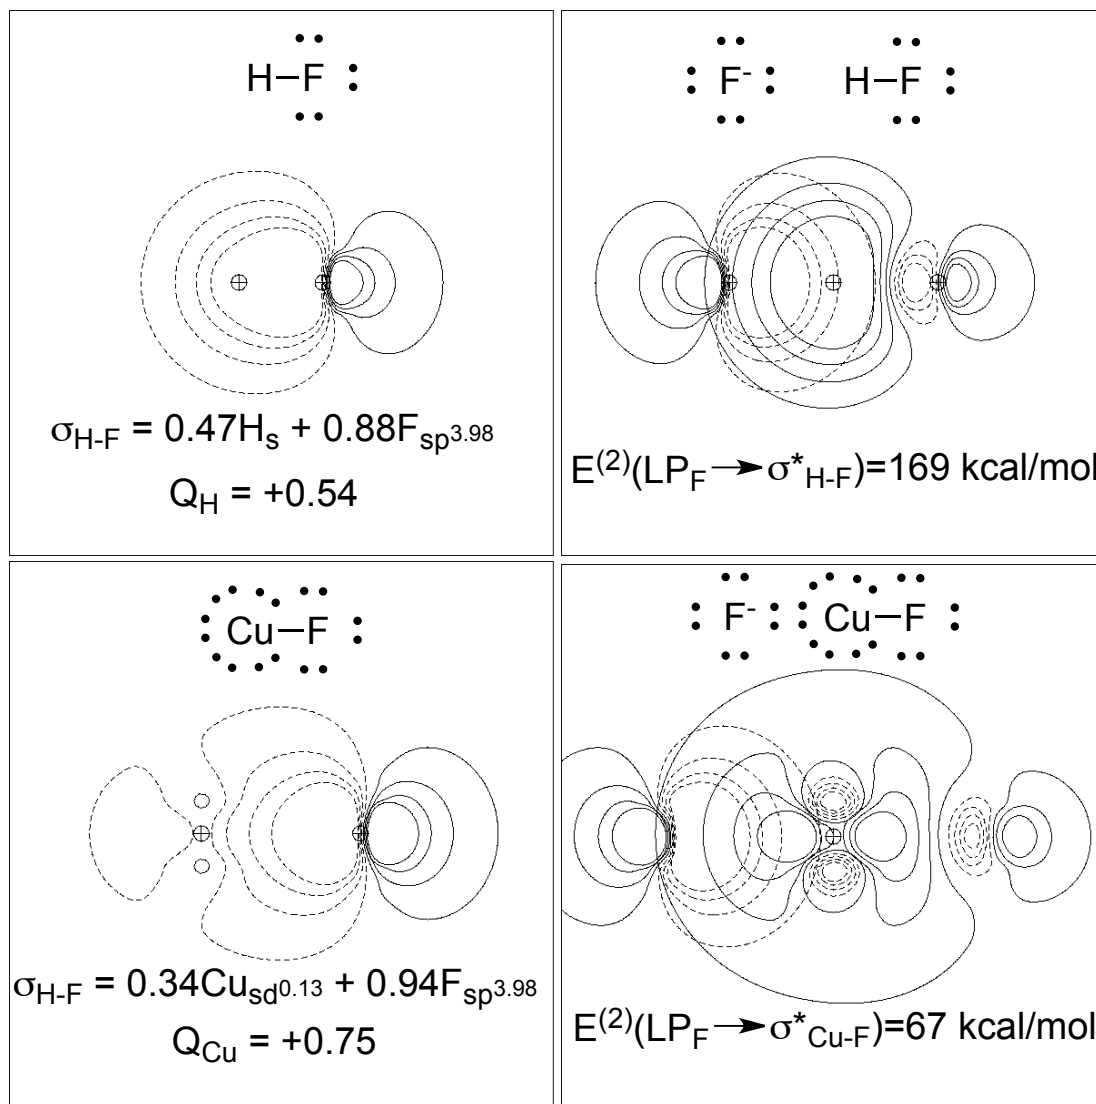 H–F
F- H–F
σH-F = 0.47Hs + 0.88Fsp3.98
QH = +0.54
E(2)(LPF → σ*H-F)=169 kcal/mol
Cu–F
F- Cu–F
σH-F = 0.34Cusd0.13 + 0.94Fsp3.98
QCu = +0.75
E(2)(LPF → σ*Cu-F)=67 kcal/mol